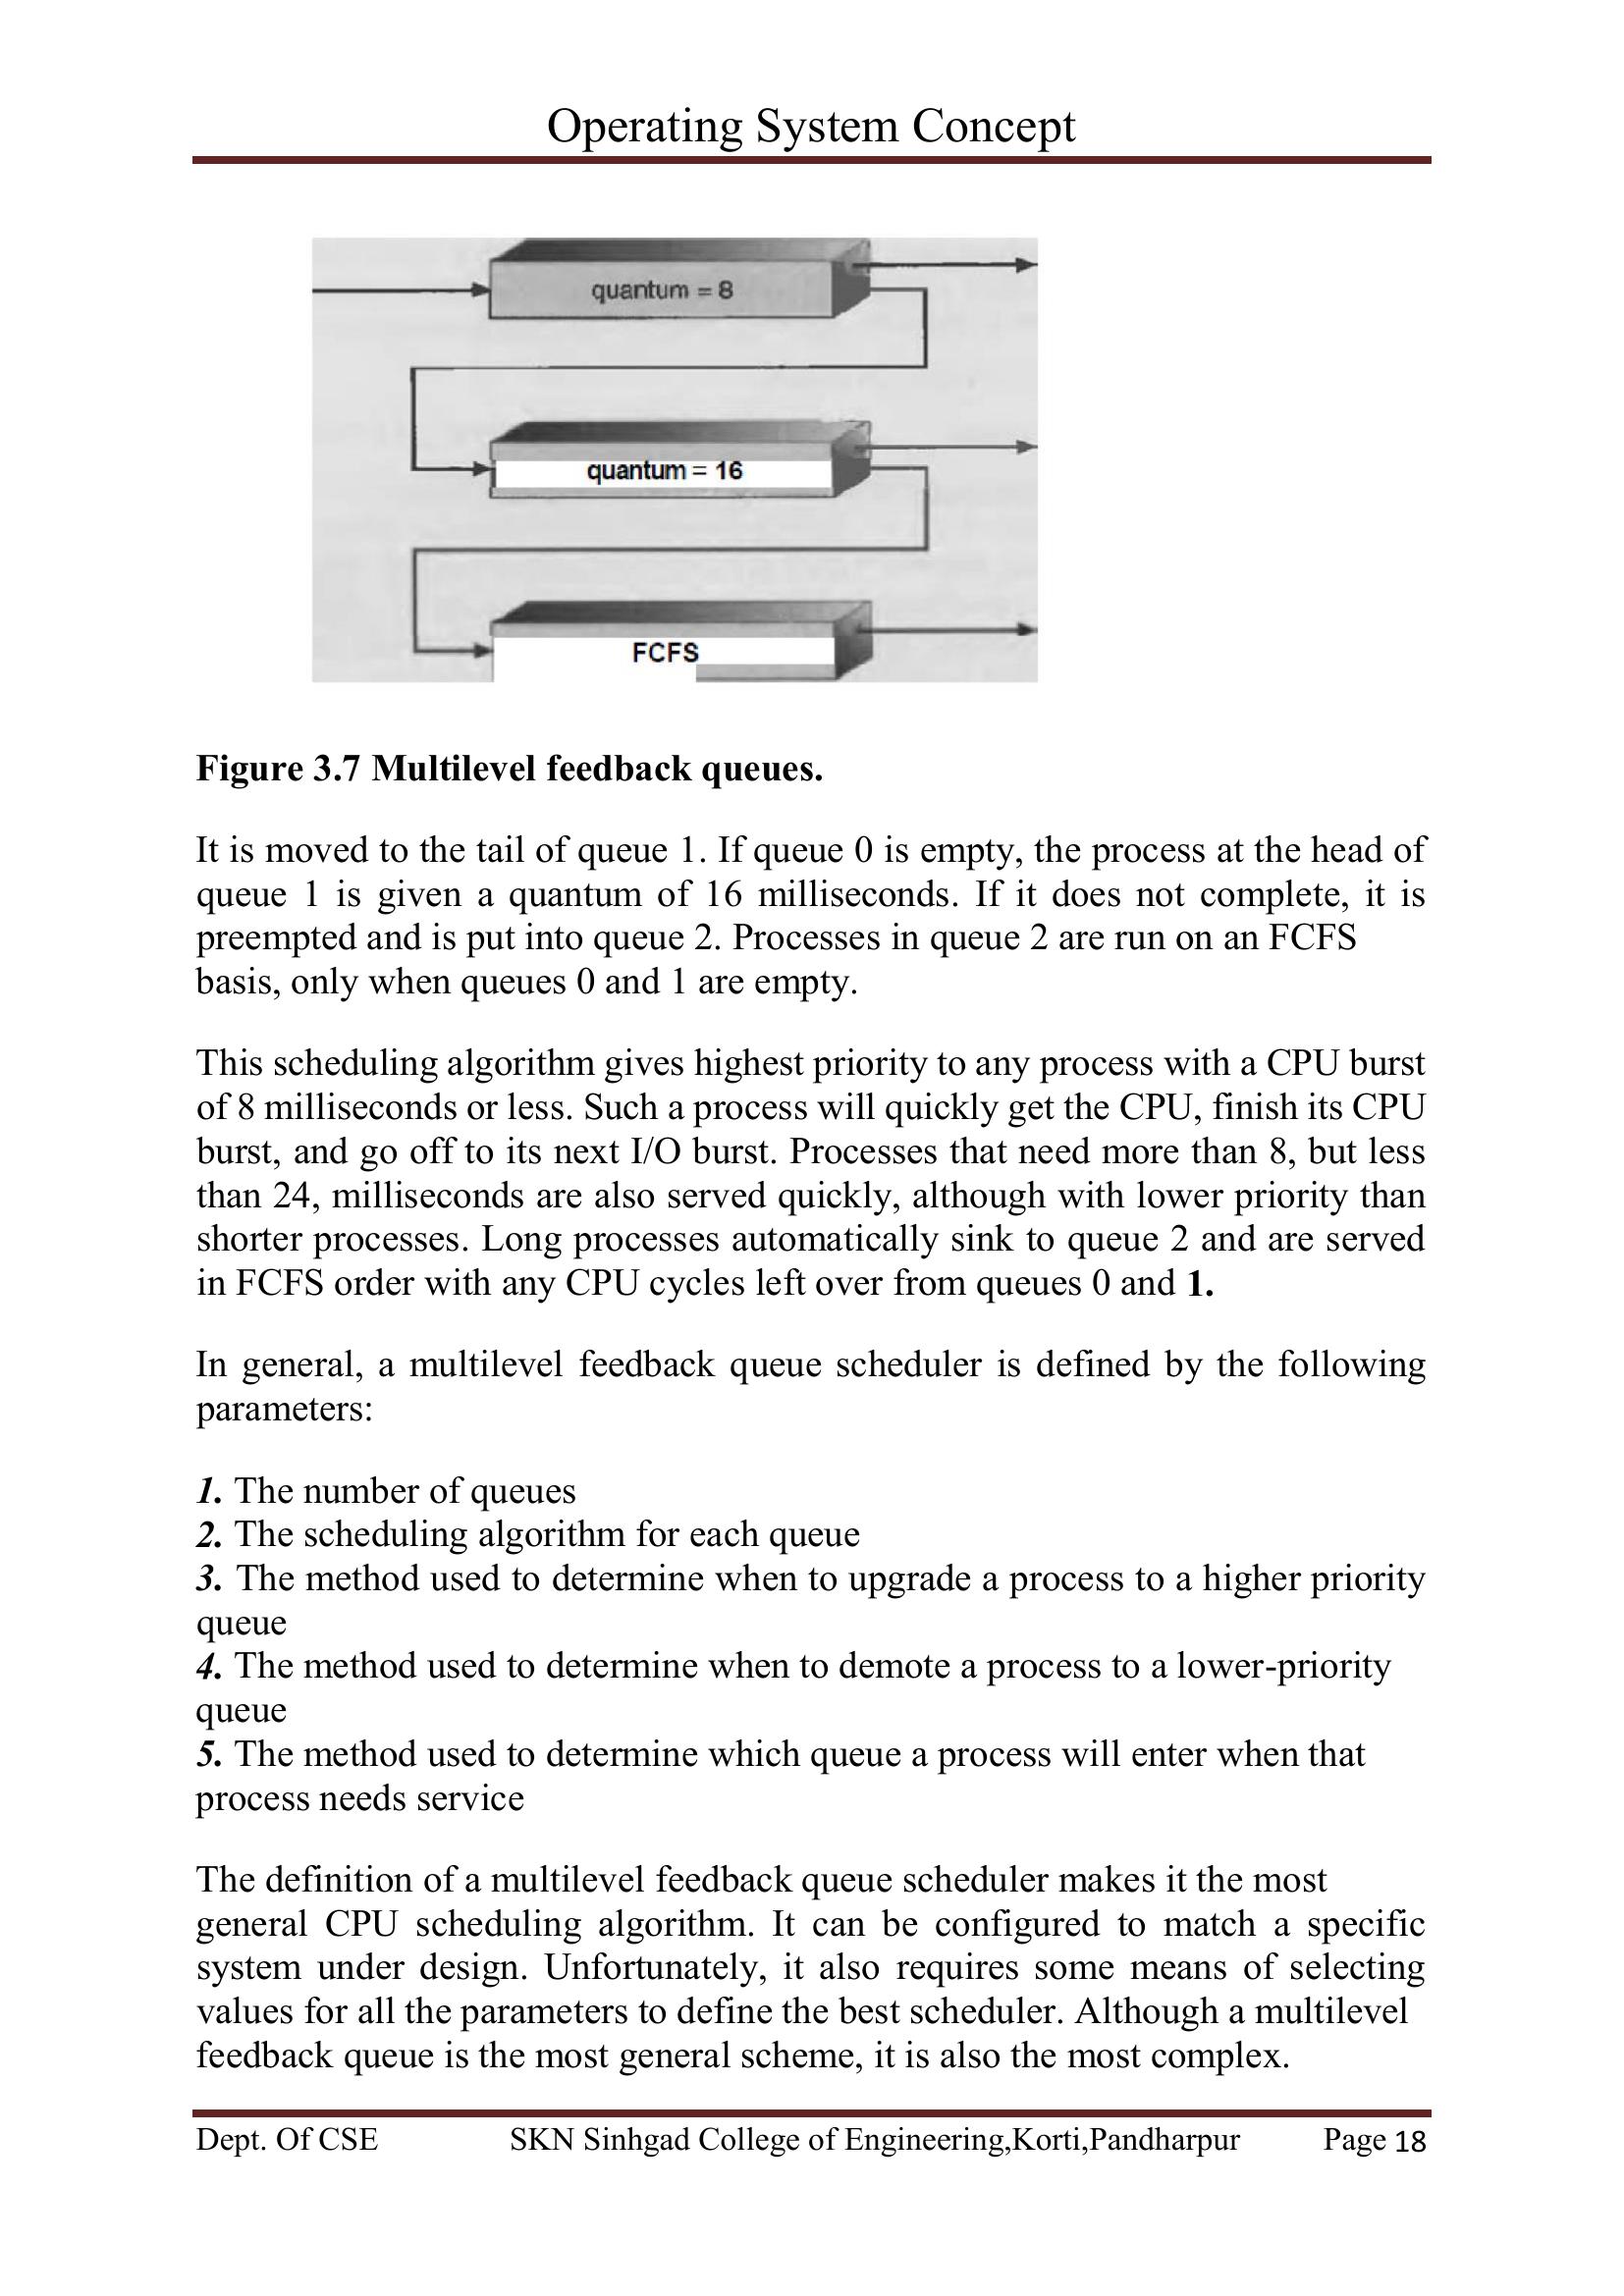 Operating System Concept
quantum = 8
quantum = 16
FCFS
Figure 3.7 Multilevel feedback queues.
It is moved to the tail of queue 1. If queue 0 is empty, the process at the head of
queue 1 is given a quantum of 16 milliseconds. If it does not complete, it is
preempted and is put into queue 2. Processes in queue 2 are run on an FCFS
basis, only when queues 0 and 1 are empty.
This scheduling algorithm gives highest priority to any process with a CPU burst
of 8 milliseconds or less. Such a process will quickly get the CPU, finish its CPU
burst, and go off to its next I/O burst. Processes that need more than 8, but less
than 24, milliseconds are also served quickly, although with lower priority than
shorter processes. Long processes automatically sink to queue 2 and are served
in FCFS order with any CPU cycles left over from queues 0 and 1.
In general, a multilevel feedback queue scheduler is defined by the following
parameters:
1. The number of queues
2. The scheduling algorithm for each queue
3. The method used to determine when to upgrade a process to a higher priority
queue
4. The method used to determine when to demote a process to a lower-priority
queue
5. The method used to determine which queue a process will enter when that
process needs service
The definition of a multilevel feedback queue scheduler makes it the most
general CPU scheduling algorithm. It can be configured to match a specific
system under design. Unfortunately, it also requires some means of selecting
values for all the parameters to define the best scheduler. Although a multilevel
feedback queue is the most general scheme, it is also the most complex.
Dept. Of CSE SKN Sinhgad College of Engineering,Korti,Pandharpur Page 18